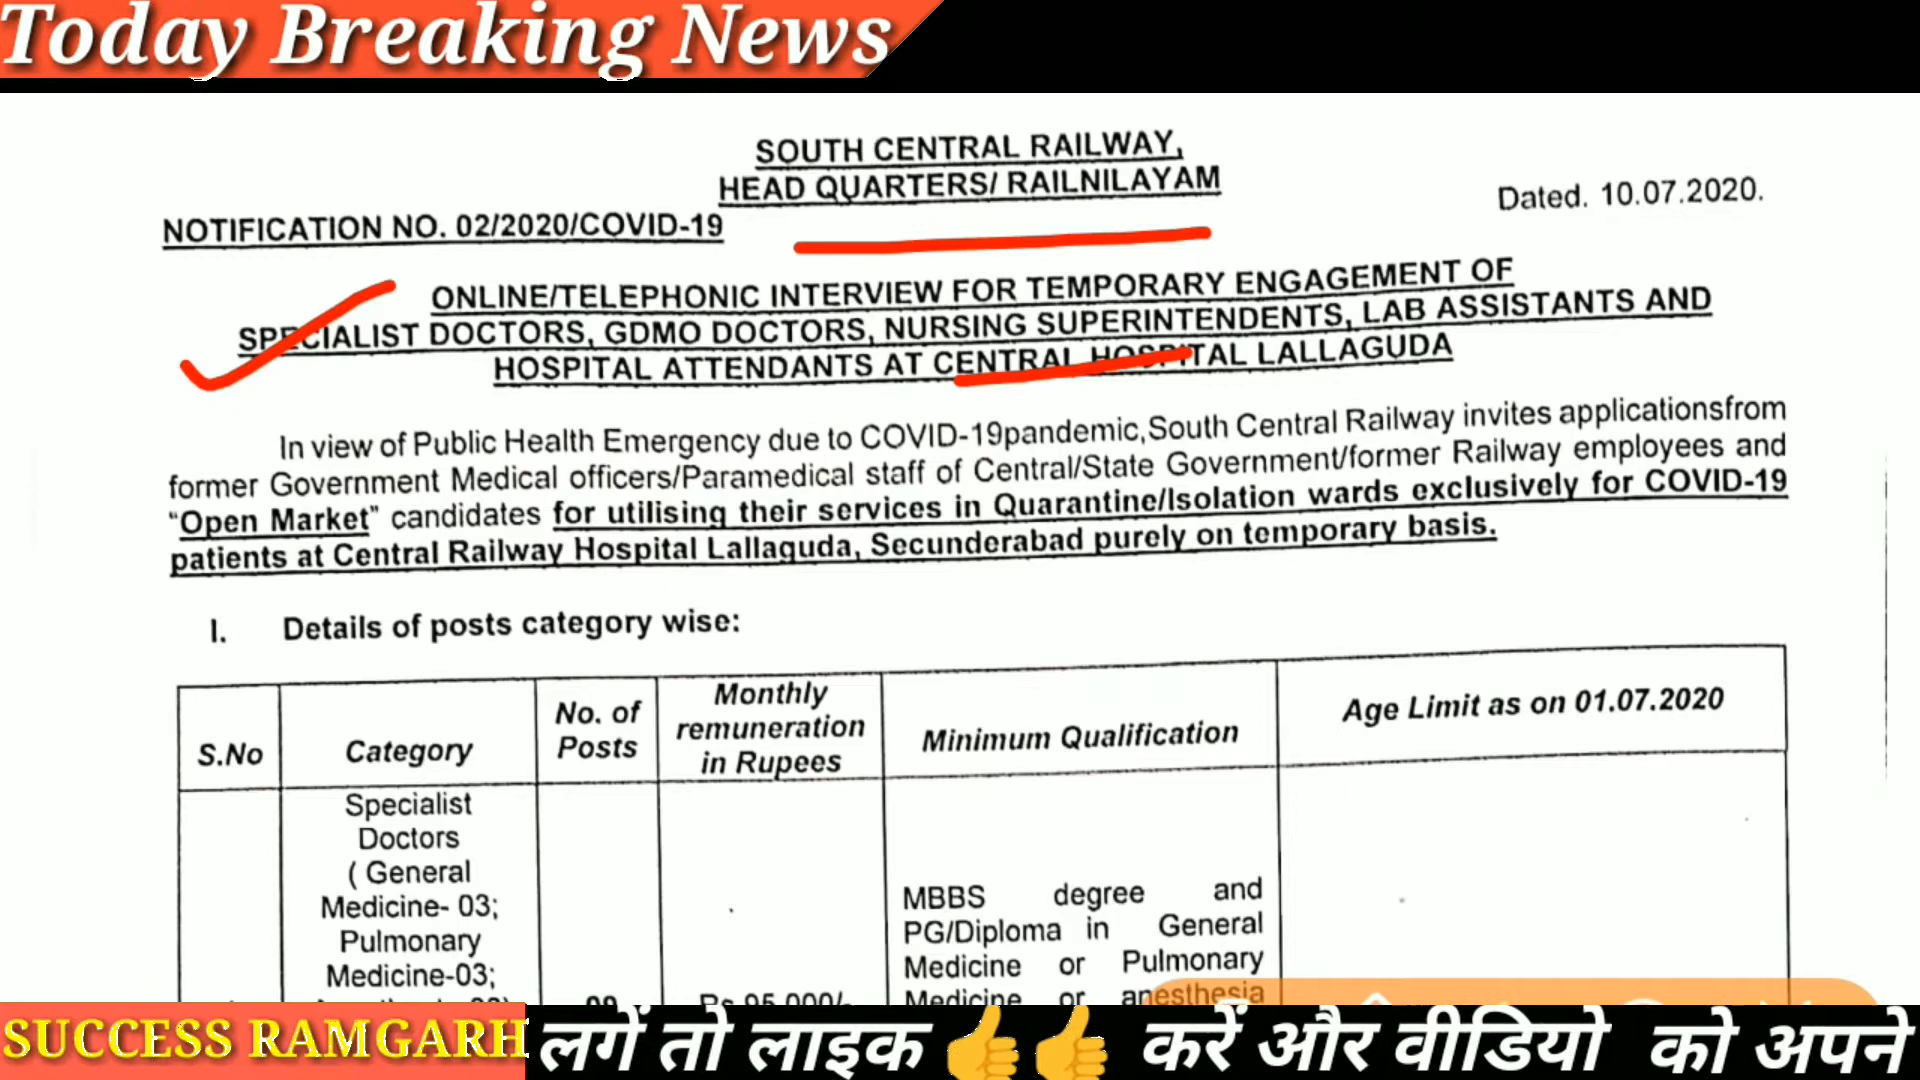 Today Breaking News
SOUTH CENTRAL RAILWAY,
HEAD QUARTERS/ RAILNILAYAM
Dated. 10.07.2020.
NOTIFICATION NO. 02/2020/COVID-19
ONLINE/TELEPHONIC INTERVIEW FOR TEMPORARY ENGAGEMENT OF
SPECIALIST DOCTORS, GDMO DOCTORS, NURSING SUPERINTENDENTS, LAB ASSISTANTS AND
HOSPITAL ATTENDANTS AT CENTRAL HOSPITAL LALLAGUDA
In view of Public Health Emergency due to COVID-19pandemic,South Central Railway invites applicationsfrom
former Government Medical officers/Paramedical staff of Central/State Government/former Railway employees and
“Open Market” candidates for utilising their services in Quarantine/Isolation wards exclusively for COVID-19
patients at Central Railway Hospital Lallaguda, Secunderabad purely on temporary basis.
I. Details of posts category wise:
S.No
Category
No. of
Posts
Monthly
remuneration
in Rupees
Minimum Qualification
Age Limit as on 01.07.2020
Specialist
Doctors
( General
Medicine- 03;
Pulmonary
Medicine-03;
Rs.95,000/-
MBBS degree and
PG/Diploma in General
Medicine or Pulmonary
Medicine or anesthesia
SUCCESS RAMGARH
लगें तो लाइक 👍👍 करें और वीडियो को अपने